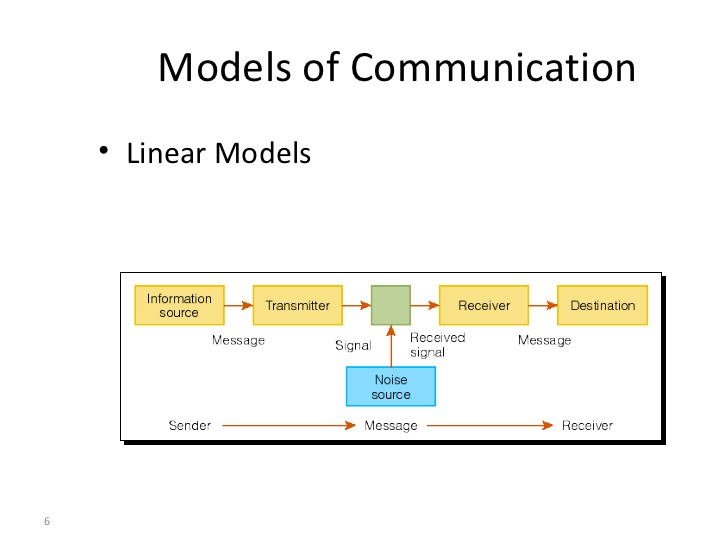 Models of Communication
• Linear Models
Information
source
Transmitter
Receiver
Destination
Message
Signal
Received
signal
Message
Noise
source
Sender
Message
Receiver
6